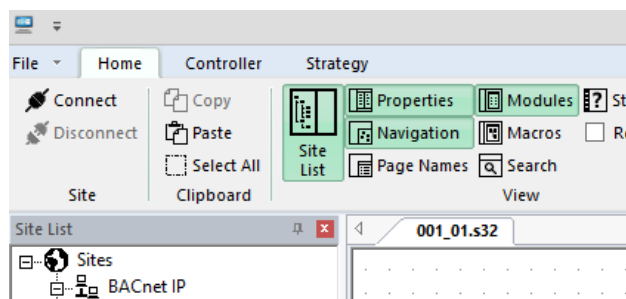 File Home Controller Strategy
Connect Copy Properties Modules
Disconnect Paste Site List Navigation Macros
Select All Page Names Search
Site Clipboard View
Site List 001_01.s32
Sites
BACnet IP